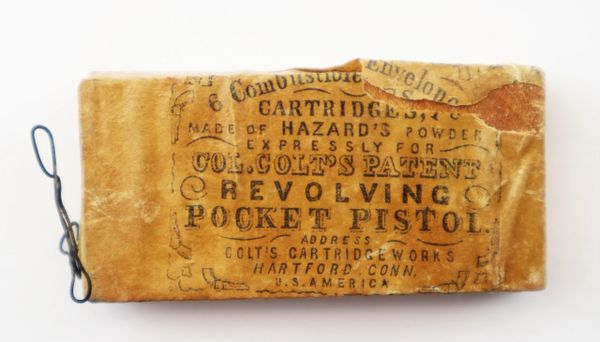 6 Combustible Envelope
CARTRIDGES,
MADE OF HAZARD'S POWDER
EXPRESSLY FOR
COL. COLT'S PATENT
REVOLVING
POCKET PISTOL.
ADDRESS
COLT'S CARTRIDGE WORKS
HARTFORD. CONN.
U.S. AMERICA